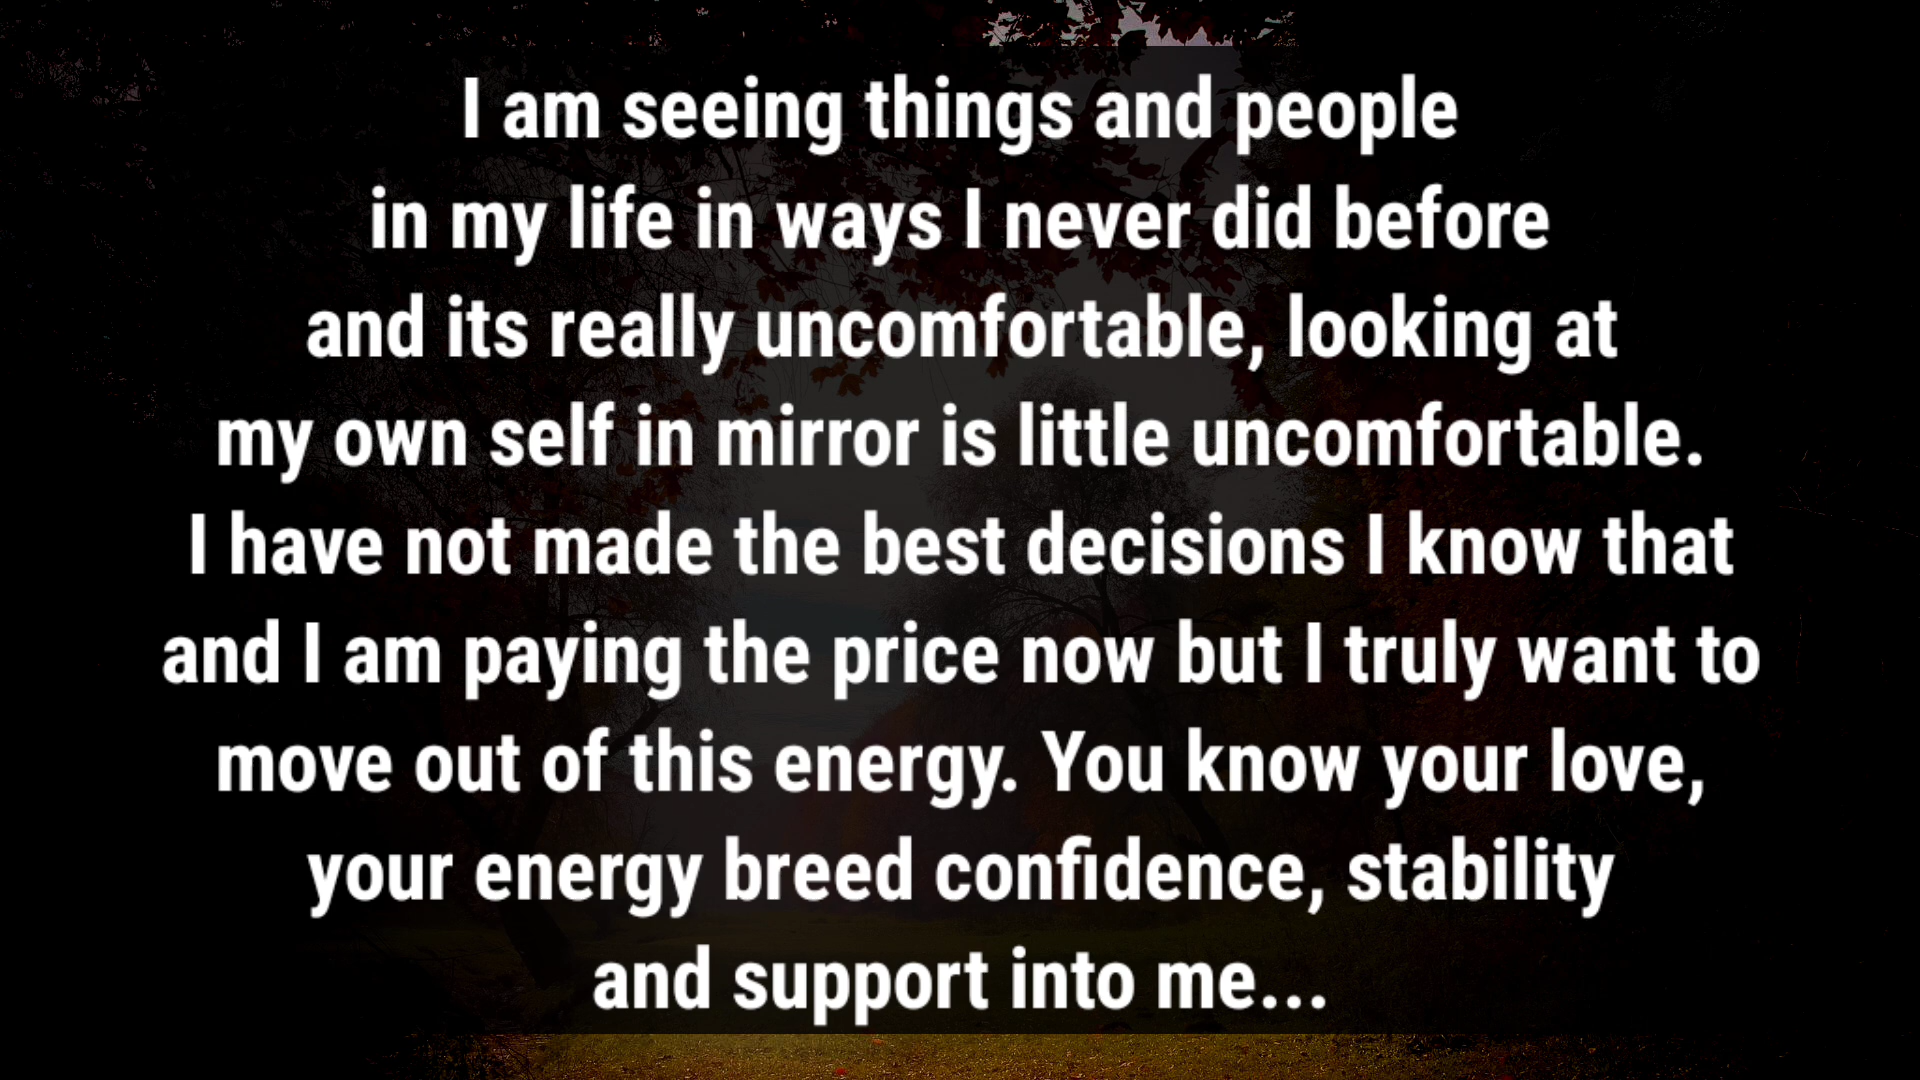 I am seeing things and people
in my life in ways I never did before
and its really uncomfortable, looking at
my own self in mirror is little uncomfortable.
I have not made the best decisions I know that
and I am paying the price now but I truly want to
move out of this energy. You know your love,
your energy breed confidence, stability
and support into me...